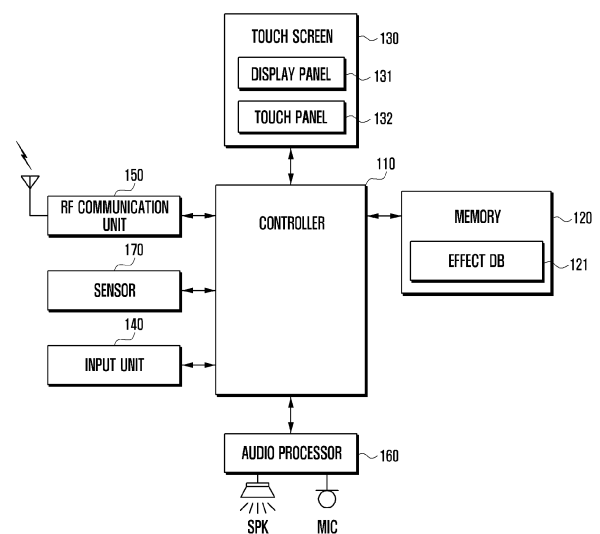 TOUCH SCREEN
130
DISPLAY PANEL
131
TOUCH PANEL
132
150
110
RF COMMUNICATION
UNIT
CONTROLLER
MEMORY
120
170
EFFECT DB
121
SENSOR
140
INPUT UNIT
AUDIO PROCESSOR
160
SPK
MIC